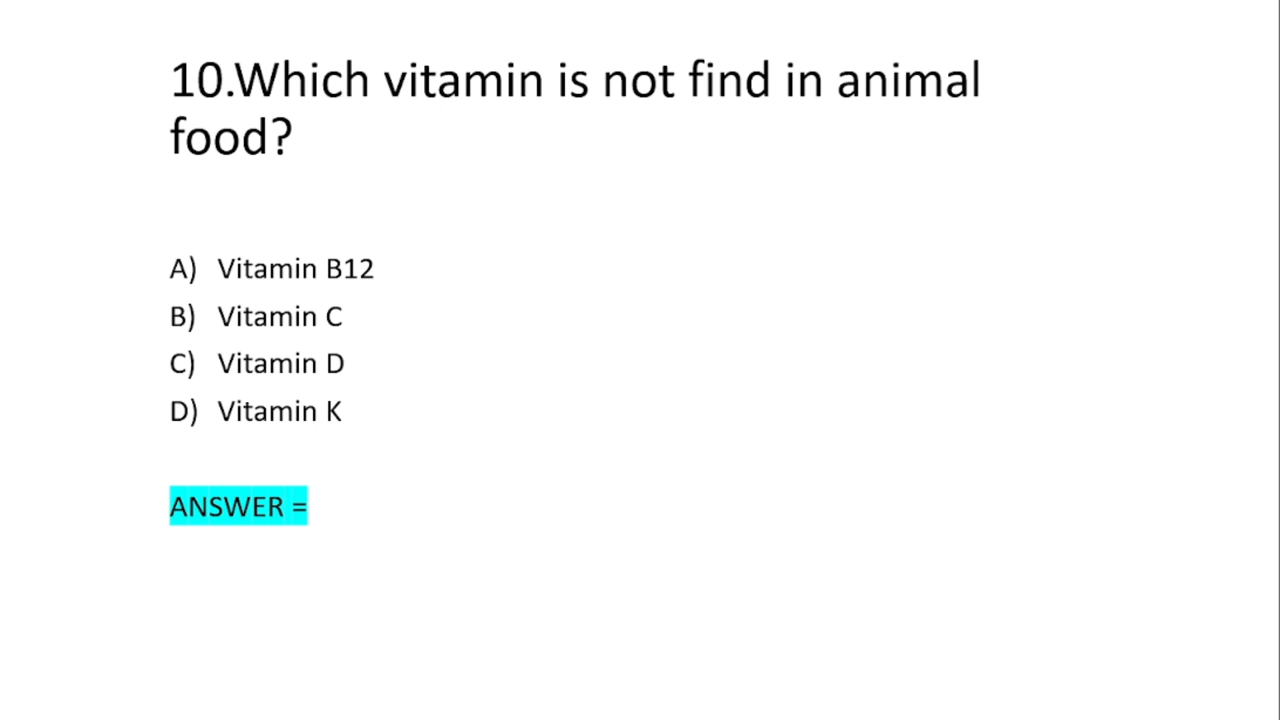 10.Which vitamin is not find in animal
food?
A) Vitamin B12
B) Vitamin C
C) Vitamin D
D) Vitamin K
ANSWER =